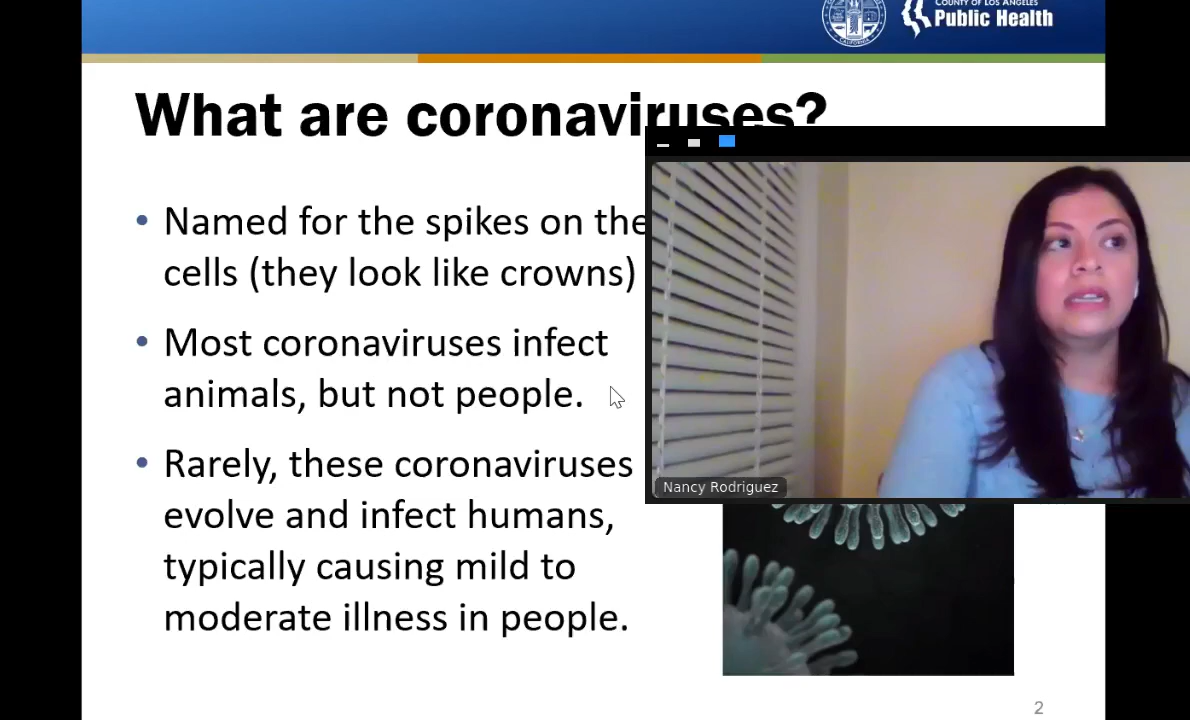 COUNTY OF LOS ANGELES
Public Health
What are coronaviruses?
• Named for the spikes on the
cells (they look like crowns)
• Most coronaviruses infect
animals, but not people.
• Rarely, these coronaviruses
evolve and infect humans,
typically causing mild to
moderate illness in people.
Nancy Rodriguez
2